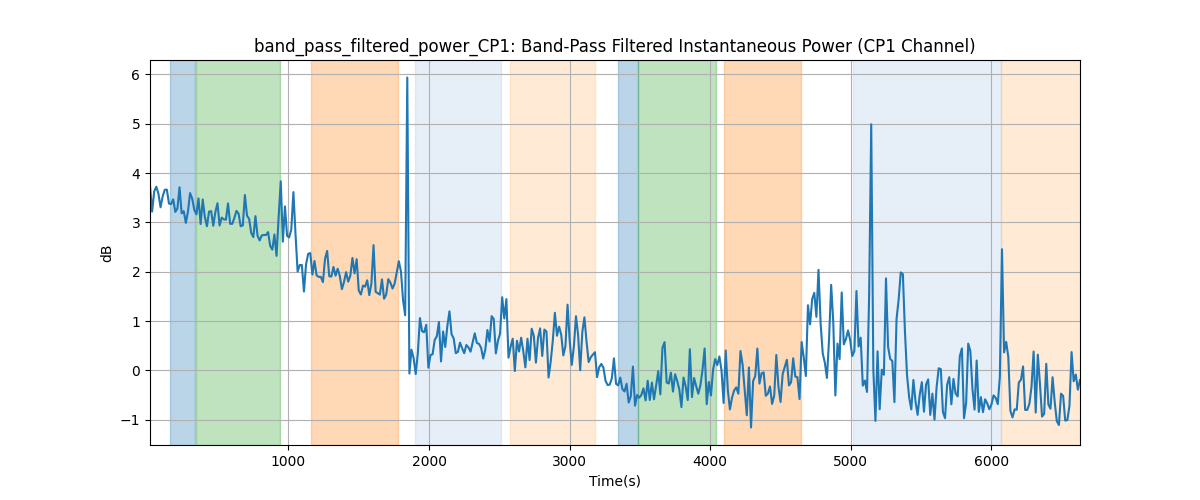 band_pass_filtered_power_CP1: Band-Pass Filtered Instantaneous Power (CP1 Channel)
6
5
4
3
2
1
0
−1
dB
1000 2000 3000 4000 5000 6000
Time(s)